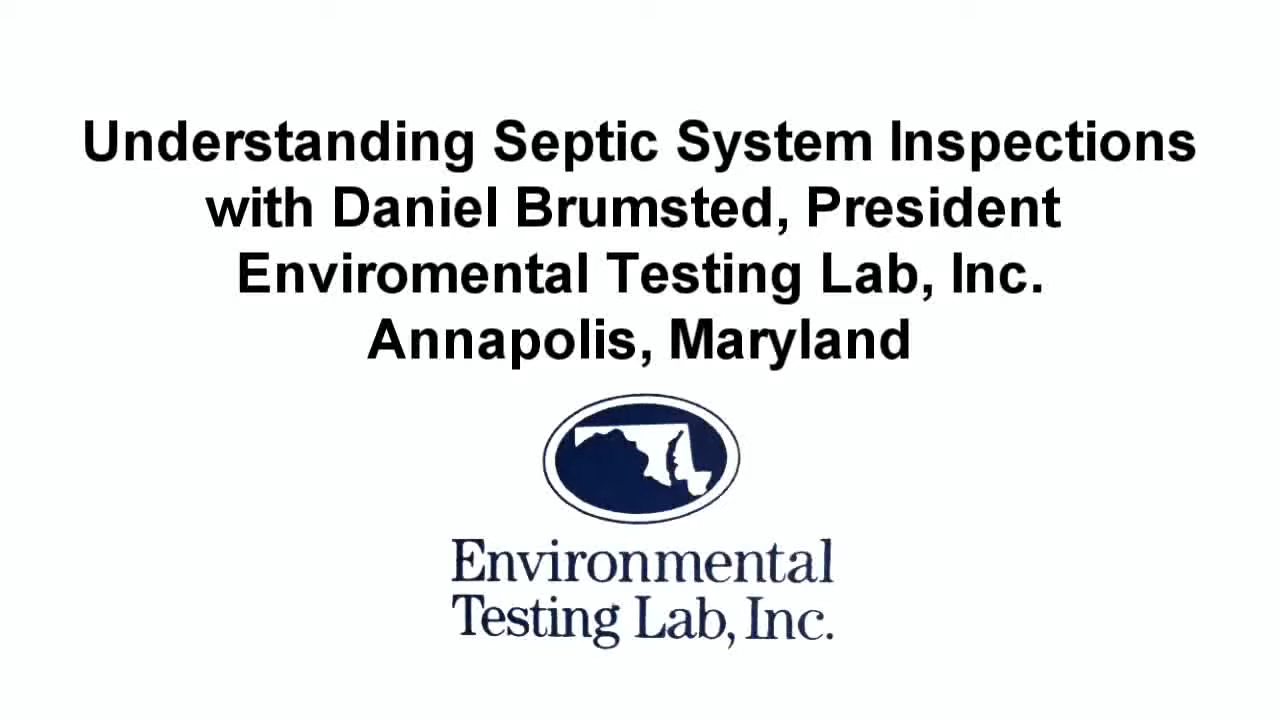 Understanding Septic System Inspections
with Daniel Brumsted, President
Enviromental Testing Lab, Inc.
Annapolis, Maryland
Environmental
Testing Lab, Inc.